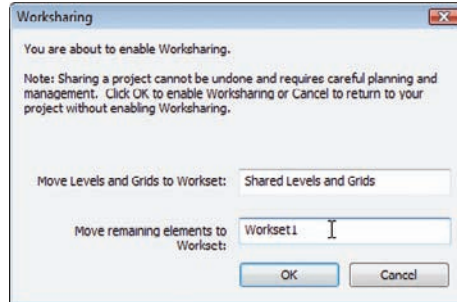 Worksharing
You are about to enable Worksharing.
Note: Sharing a project cannot be undone and requires careful planning and
management. Click OK to enable Worksharing or Cancel to return to your
project without enabling Worksharing.
Move Levels and Grids to Workset: Shared Levels and Grids
Move remaining elements to Workset1
Workset:
OK Cancel